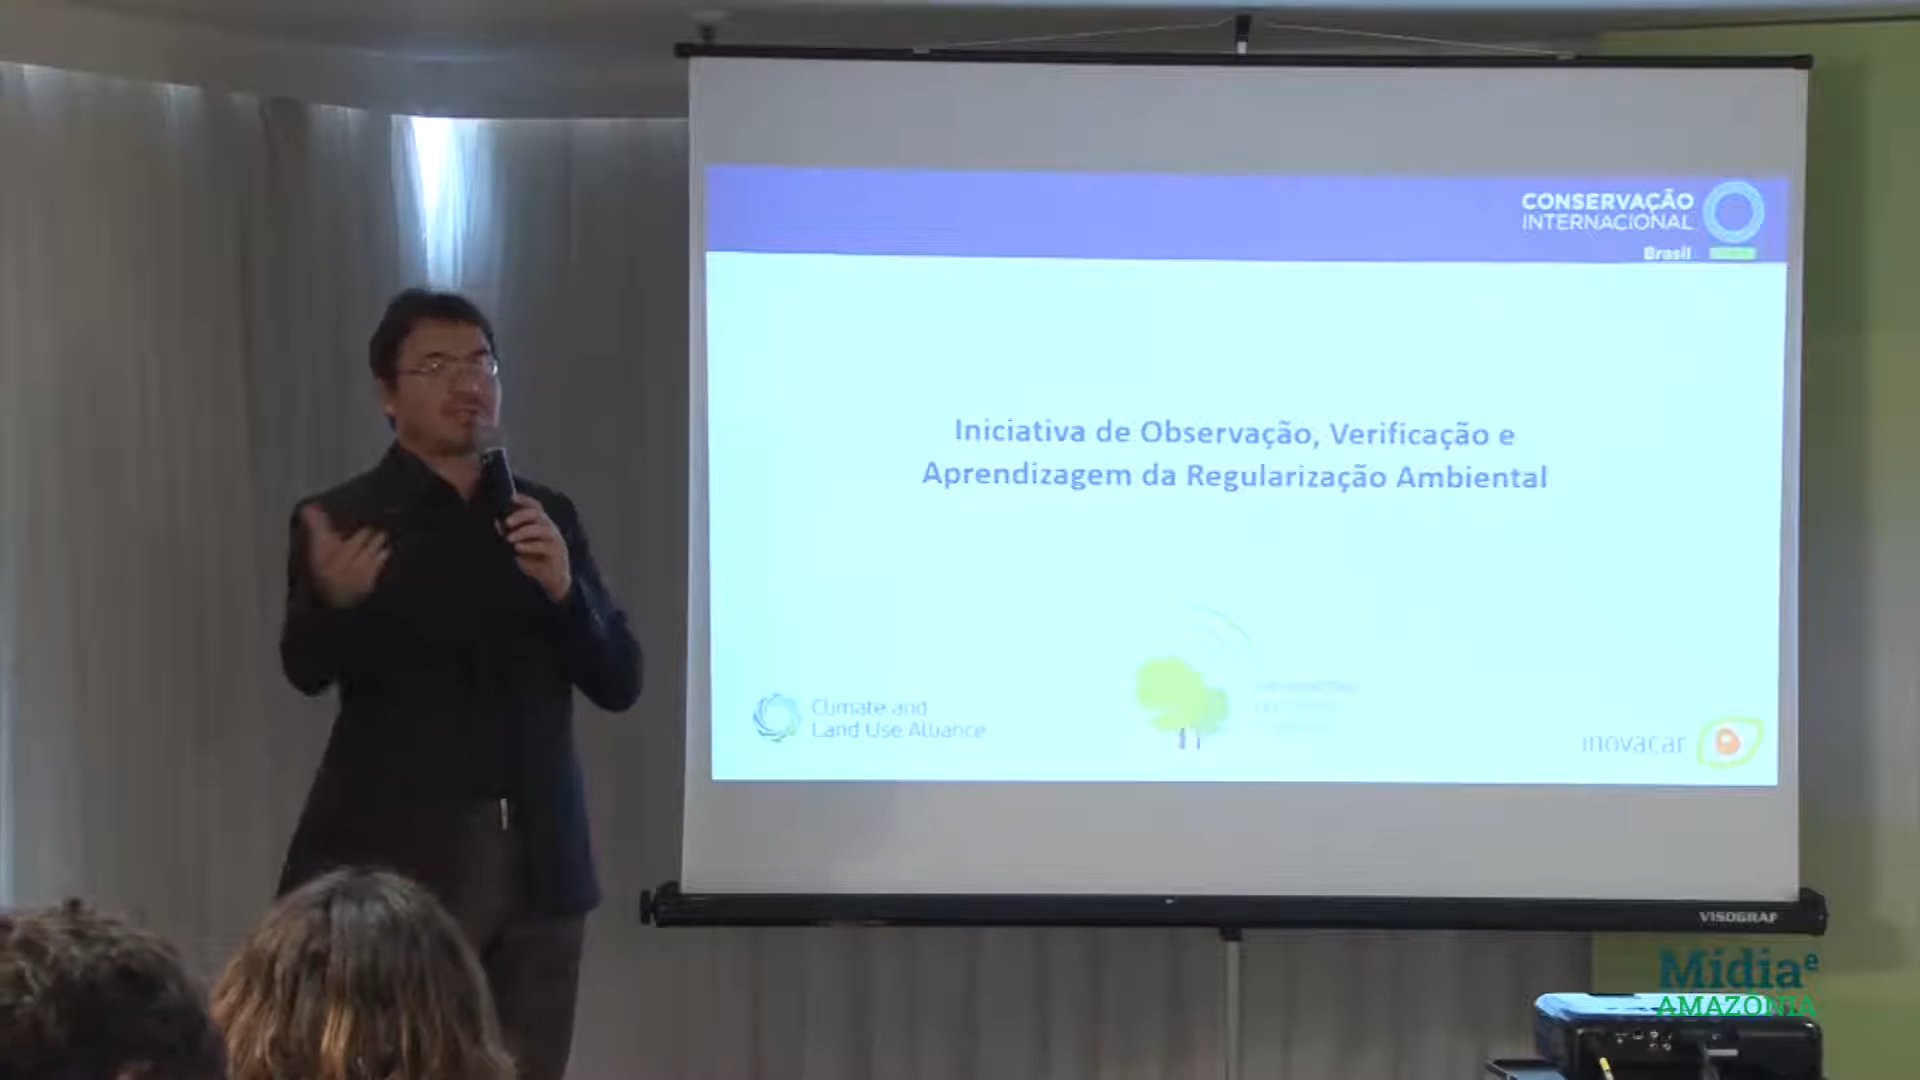 CONSERVAÇÃO
INTERNACIONAL
Brasil
Iniciativa de Observação, Verificação e
Aprendizagem da Regularização Ambiental
Climate and
Land Use Alliance
inovacar
VISOGRAF
Mídia e
AMAZÔNIA